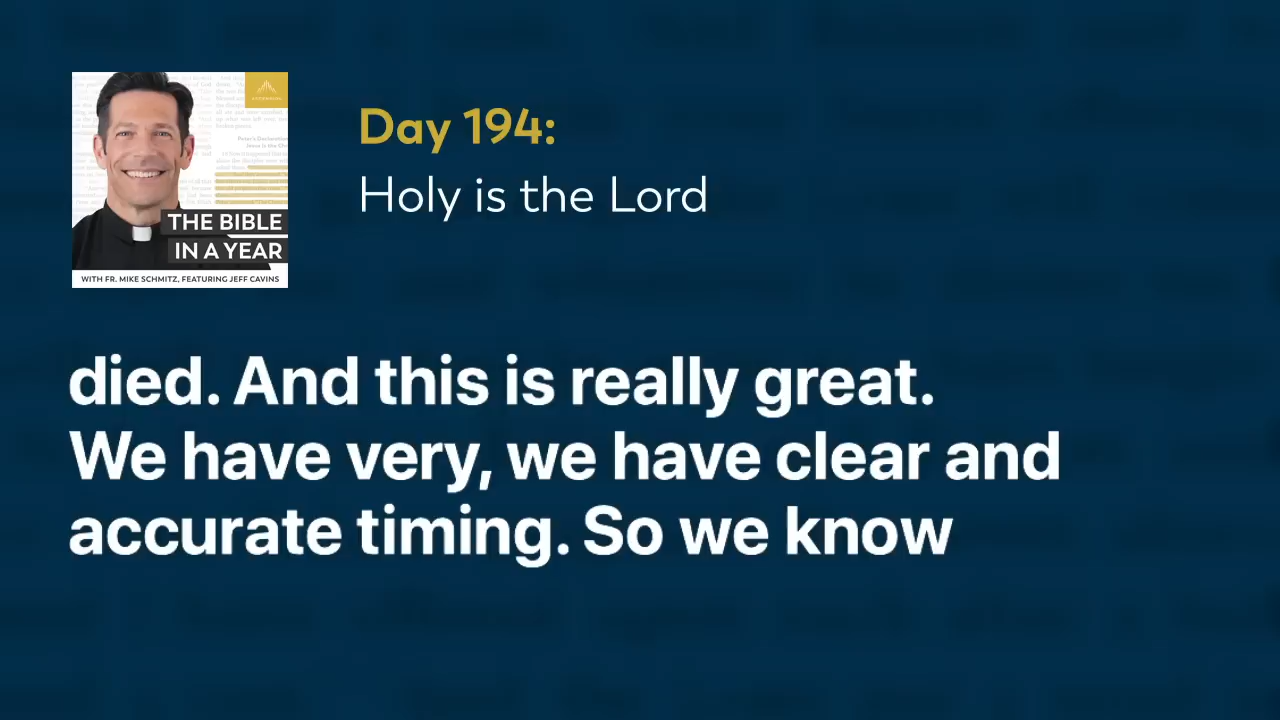 Day 194:
Holy is the Lord
THE BIBLE
IN A YEAR
WITH FR. MIKE SCHMITZ, FEATURING JEFF CAVINS
died. And this is really great.
We have very, we have clear and
accurate timing. So we know